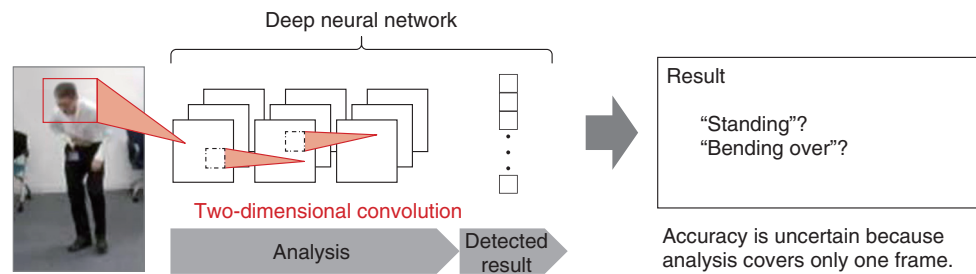 Deep neural network
Two-dimensional convolution
Analysis
Detected
result
Result
“Standing”?
“Bending over”?
Accuracy is uncertain because
analysis covers only one frame.